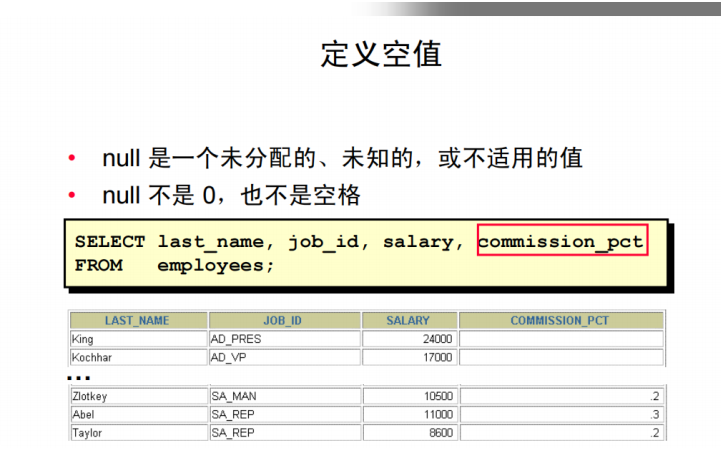 定义空值
• null 是一个未分配的、未知的，或不适用的值
• null 不是 0，也不是空格
SELECT last_name, job_id, salary, commission_pct
FROM employees;
LAST_NAME JOB_ID SALARY COMMISSION_PCT
King AD_PRES 24000
Kochhar AD_VP 17000
...
Zlotkey SA_MAN 10500 .2
Abel SA_REP 11000 .3
Taylor SA_REP 8600 .2